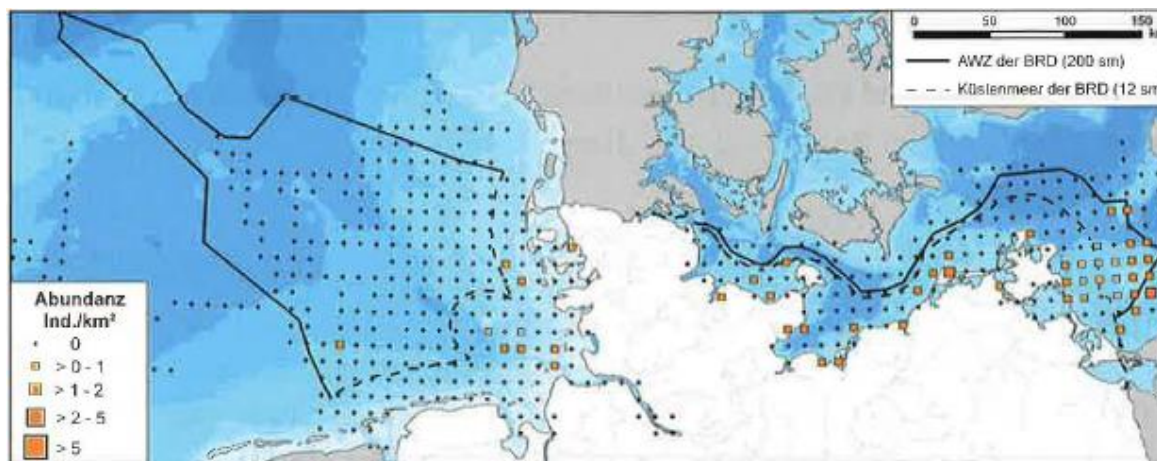 0 50 100 150
AWZ der BRD (200 sm)
Küstenmeer der BRD (12 sm
Abundanz
Ind./km²
0
> 0 - 1
> 1 - 2
> 2 - 5
> 5